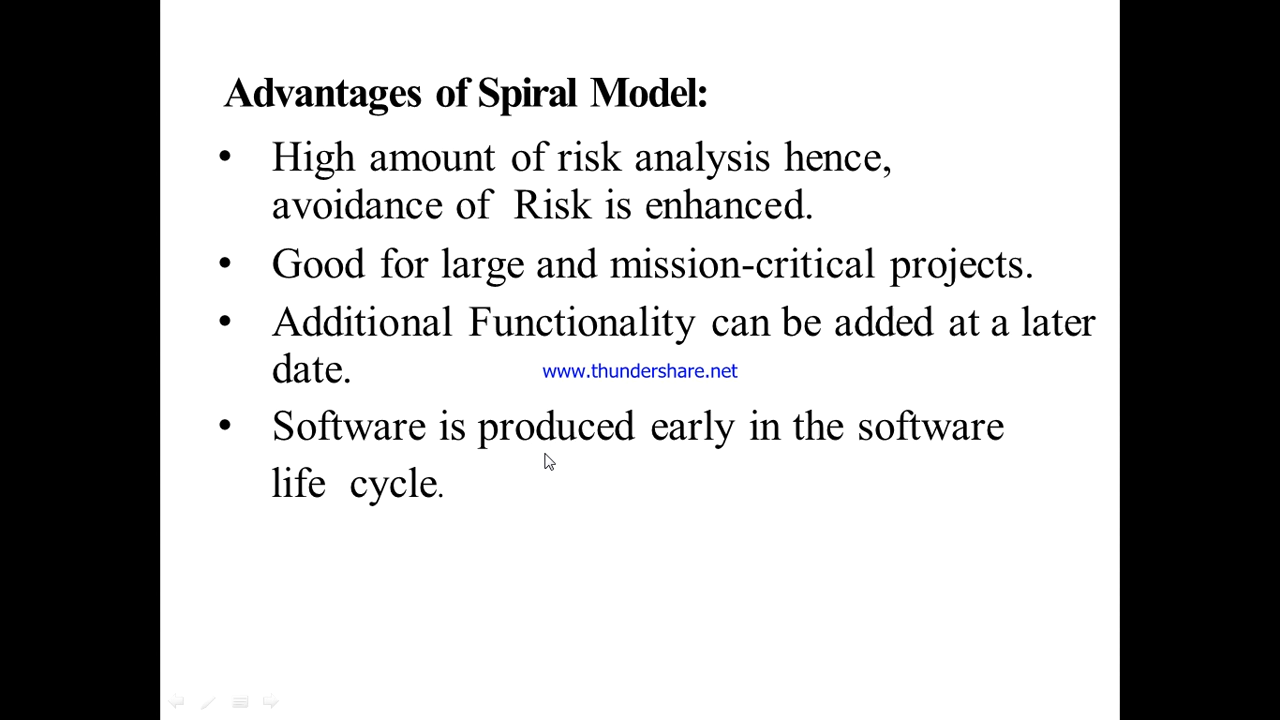 Advantages of Spiral Model:
• High amount of risk analysis hence,
avoidance of Risk is enhanced.
• Good for large and mission-critical projects.
• Additional Functionality can be added at a later
date.
www.thundershare.net
• Software is produced early in the software
life cycle.